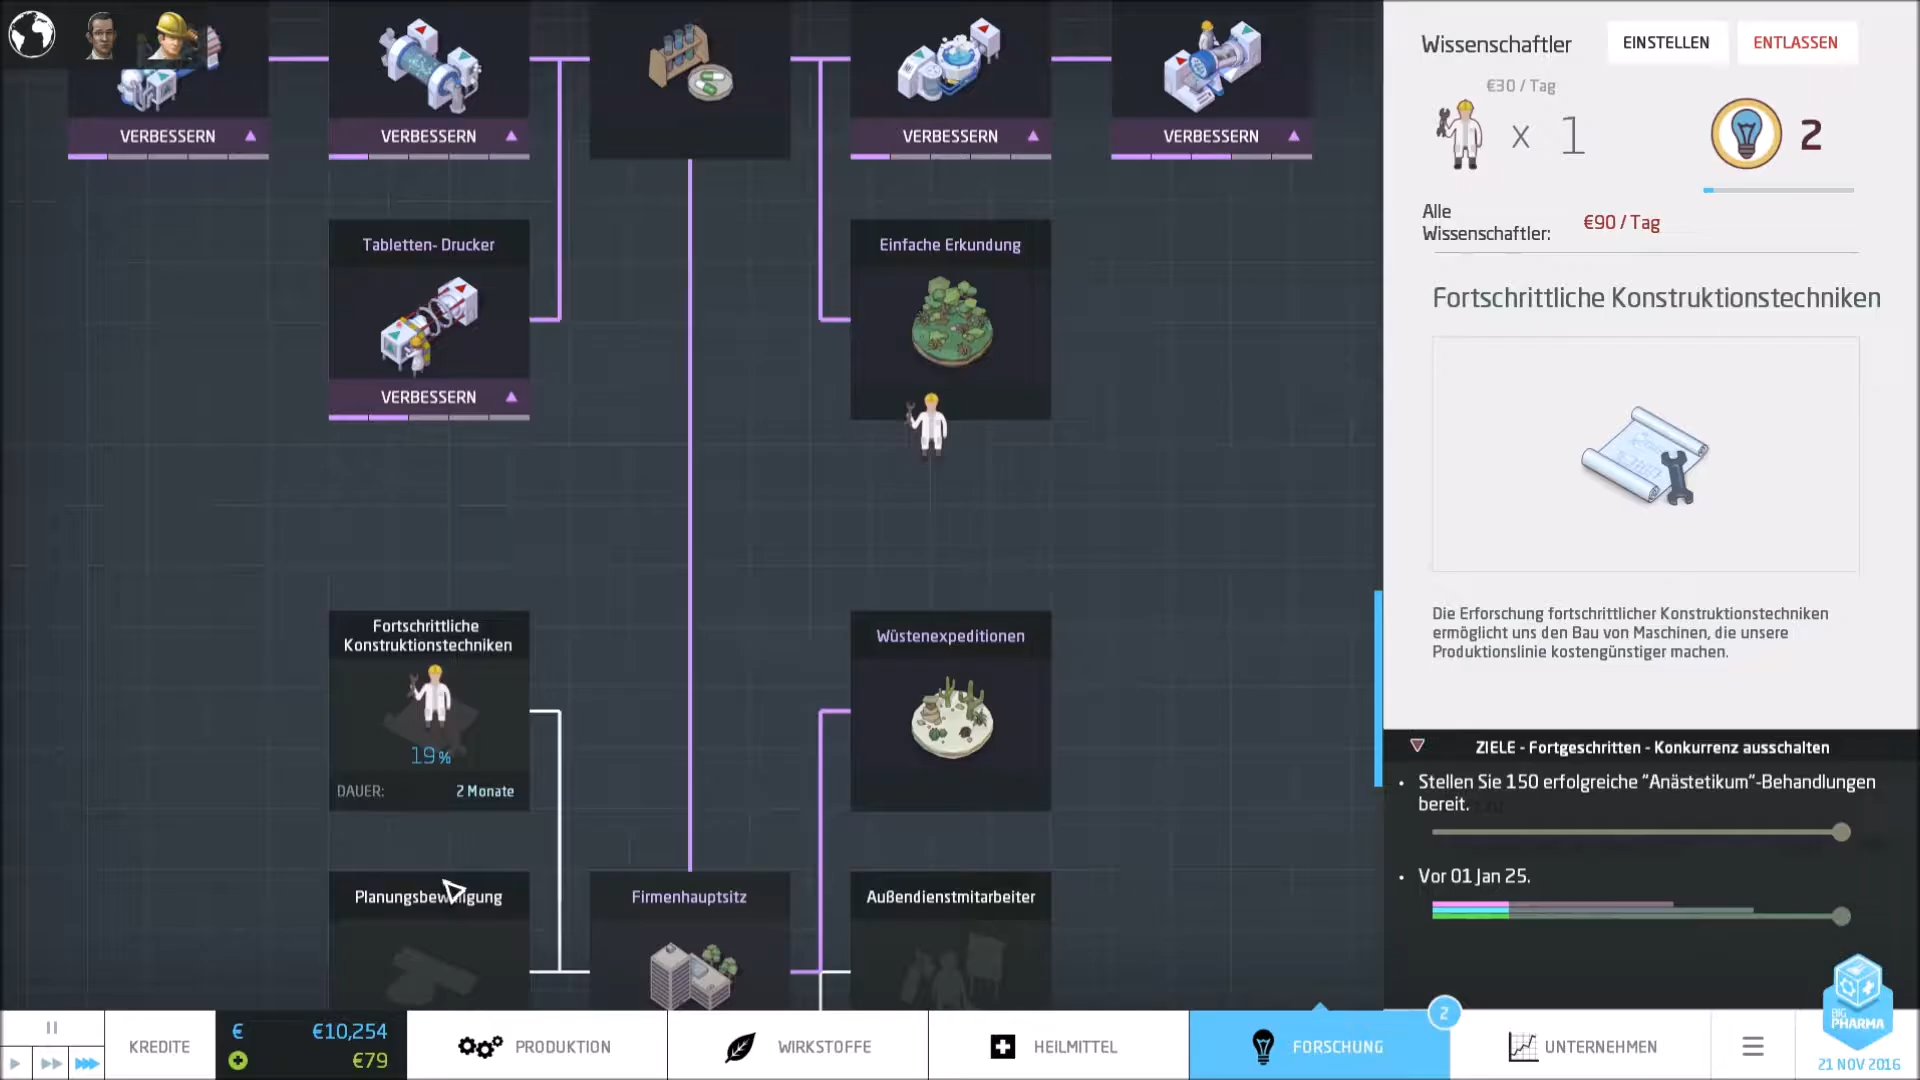 VERBESSERN
VERBESSERN
VERBESSERN
VERBESSERN
Tabletten- Drucker
VERBESSERN
Einfache Erkundung
Fortschrittliche
Konstruktionstechniken
19%
DAUER: 2 Monate
Wüstenexpeditionen
Firmenhauptsitz
Außendienstmitarbeiter
Wissenschaftler
EINSTELLEN
ENTLASSEN
€30 / Tag
x 1
2
Alle
Wissenschaftler:
€90 / Tag
Fortschrittliche Konstruktionstechniken
Die Erforschung fortschrittlicher Konstruktionstechniken
ermöglicht uns den Bau von Maschinen, die unsere
Produktionslinie kostengünstiger machen.
ZIELE - Fortgeschritten - Konkurrenz ausschalten
• Stellen Sie 150 erfolgreiche "Anästetikum"-Behandlungen
bereit.
• Vor 01 Jan 25.
KREDITE
€ €10,254
€79
PRODUKTION
WIRKSTOFFE
HEILMITTEL
FORSCHUNG
2
UNTERNEHMEN
BIG
PHARMA
21 NOV 2016